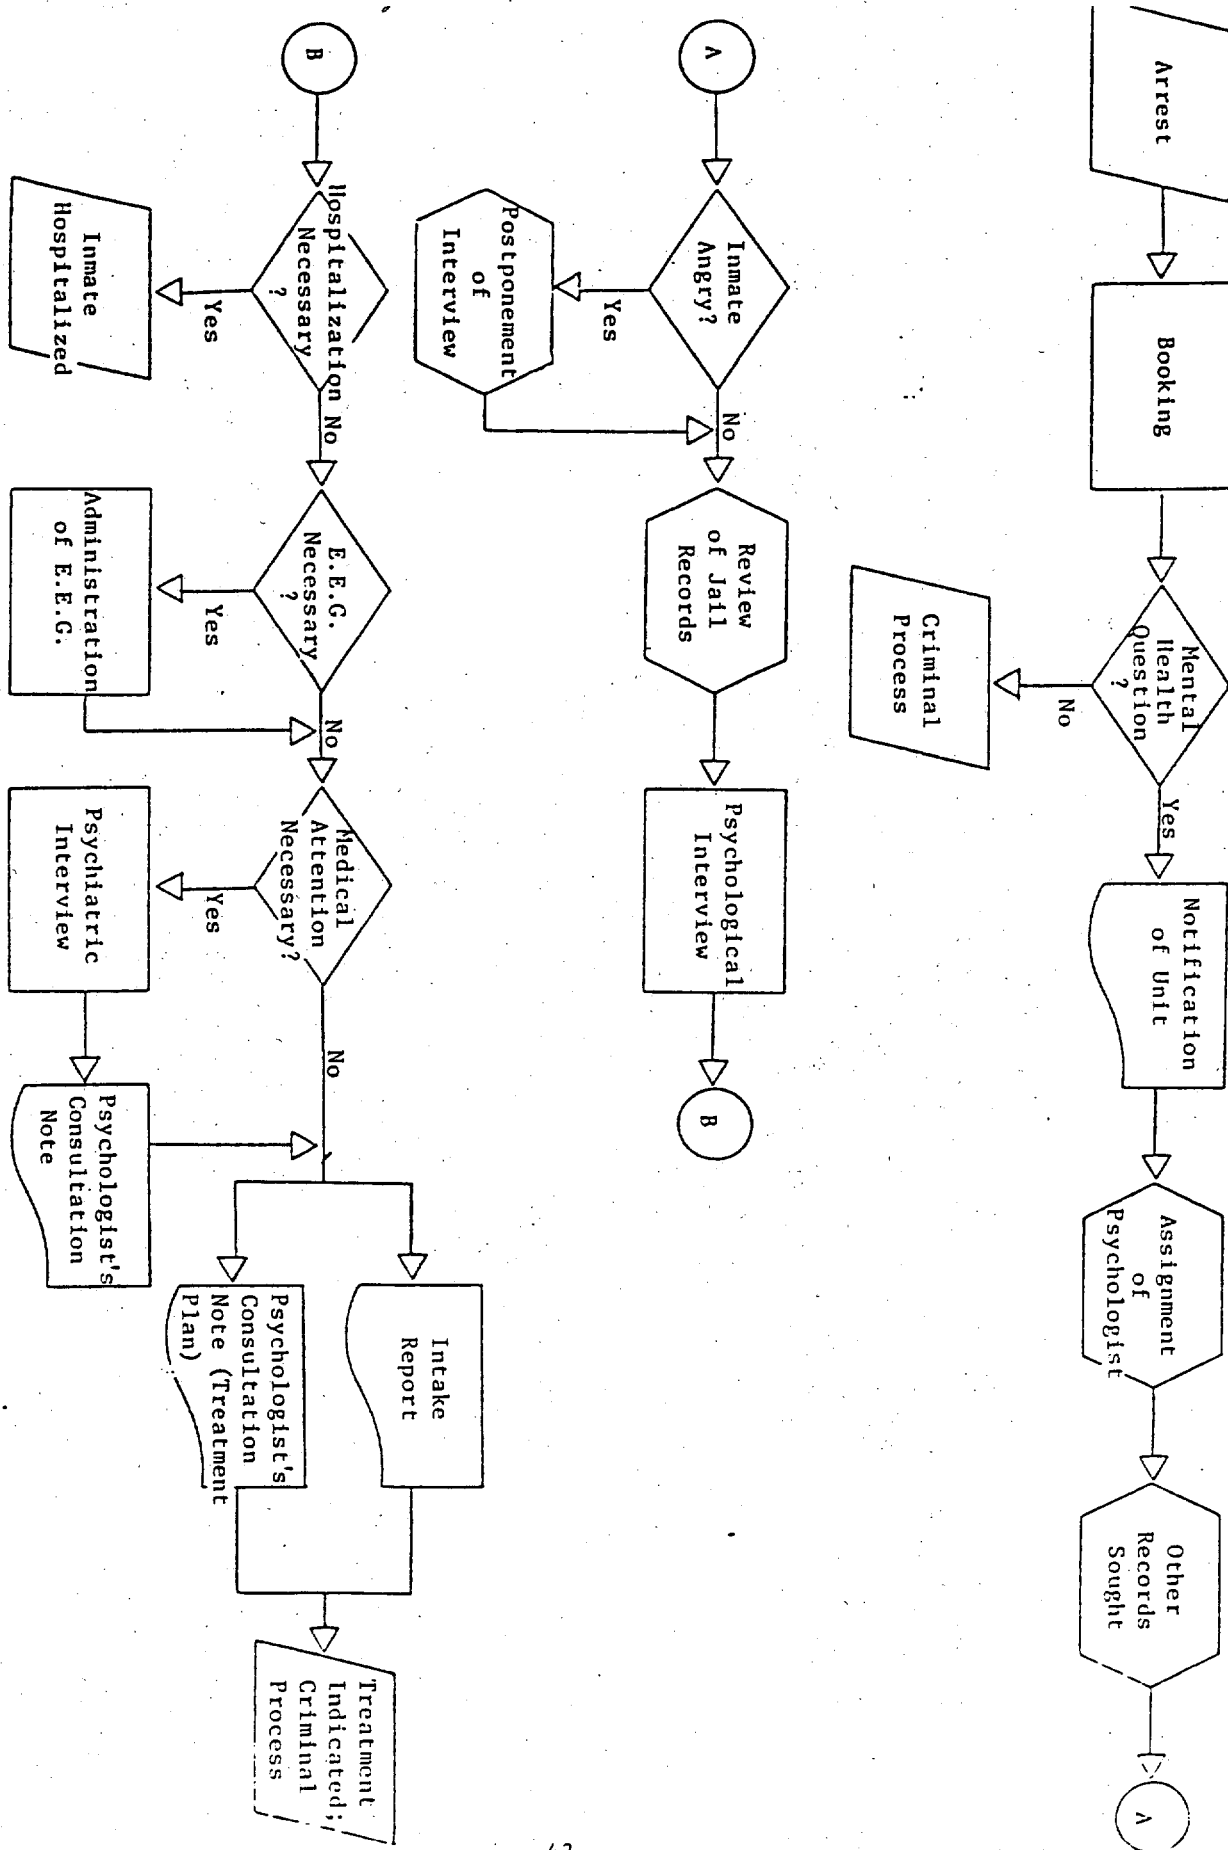 Arrest
Booking
Mental
Health
Question
?
No
Criminal
Process
Yes
Notification
of Unit
Assignment
of
Psychologist
Other
Records
Sought
A
A
Inmate
Angry?
Yes
Postponement
of
Interview
No
Review
of Jail
Records
Psychological
Interview
B
B
Hospitalization
Necessary
?
Yes
Inmate
Hospitalized
No
E.E.G.
Necessary
?
Yes
Administration
of E.E.G.
No
Medical
Attention
Necessary?
Yes
Psychiatric
Interview
Psychologist's
Consultation
Note
No
Intake
Report
Psychologist's
Consultation
Note (Treatment
Plan)
Treatment
Indicated;
Criminal
Process